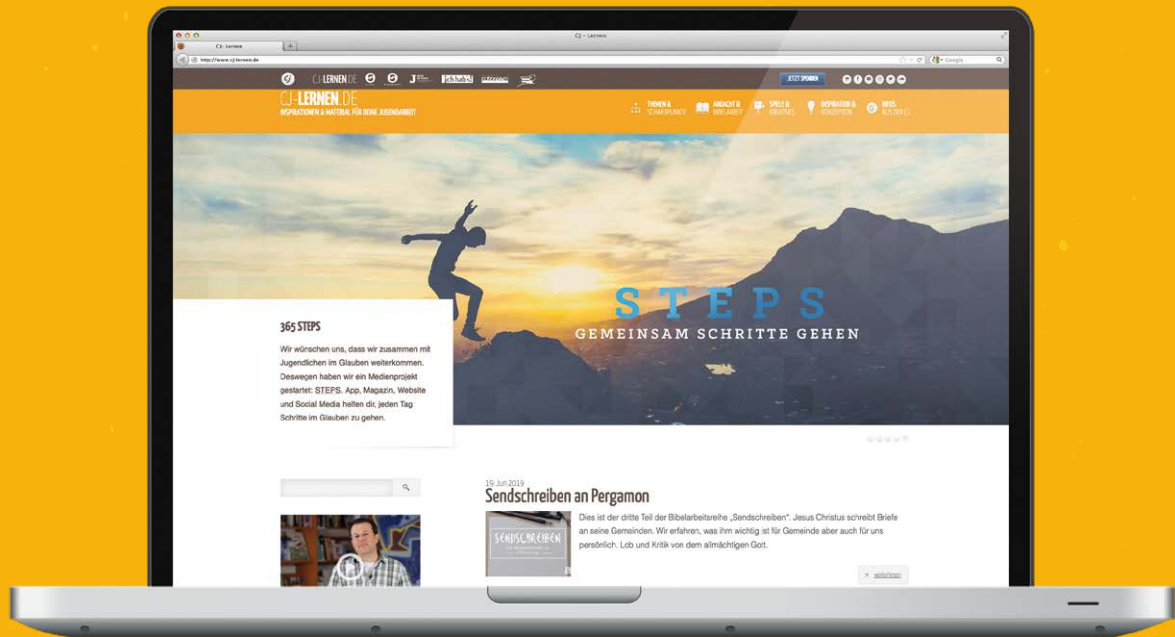 CJ - Lernen
CJ - Lernen
http://www.cj-lernen.de
Google
CJ-LERNEN.DE
JETZT SPENDEN
CJ-LERNEN.DE
INSPIRATIONEN & MATERIAL FÜR DEINE JUGENDARBEIT
THEMEN &
SCHWERPUNKT
ANDACHT &
BIBELARBEIT
SPIELE &
KREATIVES
INSPIRATION &
KONZEPTION
INFOS
STEPS
GEMEINSAM SCHRITTE GEHEN
365 STEPS
Wir wünschen uns, dass wir zusammen mit
Jugendlichen im Glauben weiterkommen.
Deswegen haben wir ein Medienprojekt
gestartet: STEPS. App, Magazin, Website
und Social Media helfen dir, jeden Tag
Schritte im Glauben zu gehen.
19. Jun 2019
Sendschreiben an Pergamon
SENDSCHREIBEN
Dies ist der dritte Teil der Bibelarbeitsreihe „Sendschreiben“. Jesus Christus schreibt Briefe
an seine Gemeinden. Wir erfahren, was ihm wichtig ist für Gemeinde aber auch für uns
persönlich. Lob und Kritik von dem allmächtigen Gott.
weiterlesen